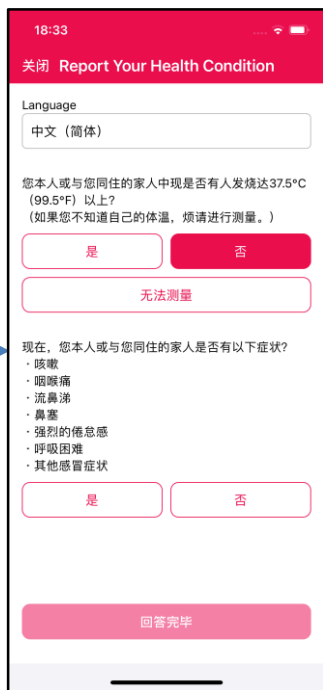 18:33
关闭 Report Your Health Condition
Language
中文（简体）
您本人或与您同住的家人中现是否有人发烧达37.5°C
（99.5°F）以上?
（如果您不知道自己的体温，烦请进行测量。）
是 否
无法测量
现在，您本人或与您同住的家人是否有以下症状?
・咳嗽
・咽喉痛
・流鼻涕
・鼻塞
・强烈的倦怠感
・呼吸困难
・其他感冒症状
是 否
回答完毕